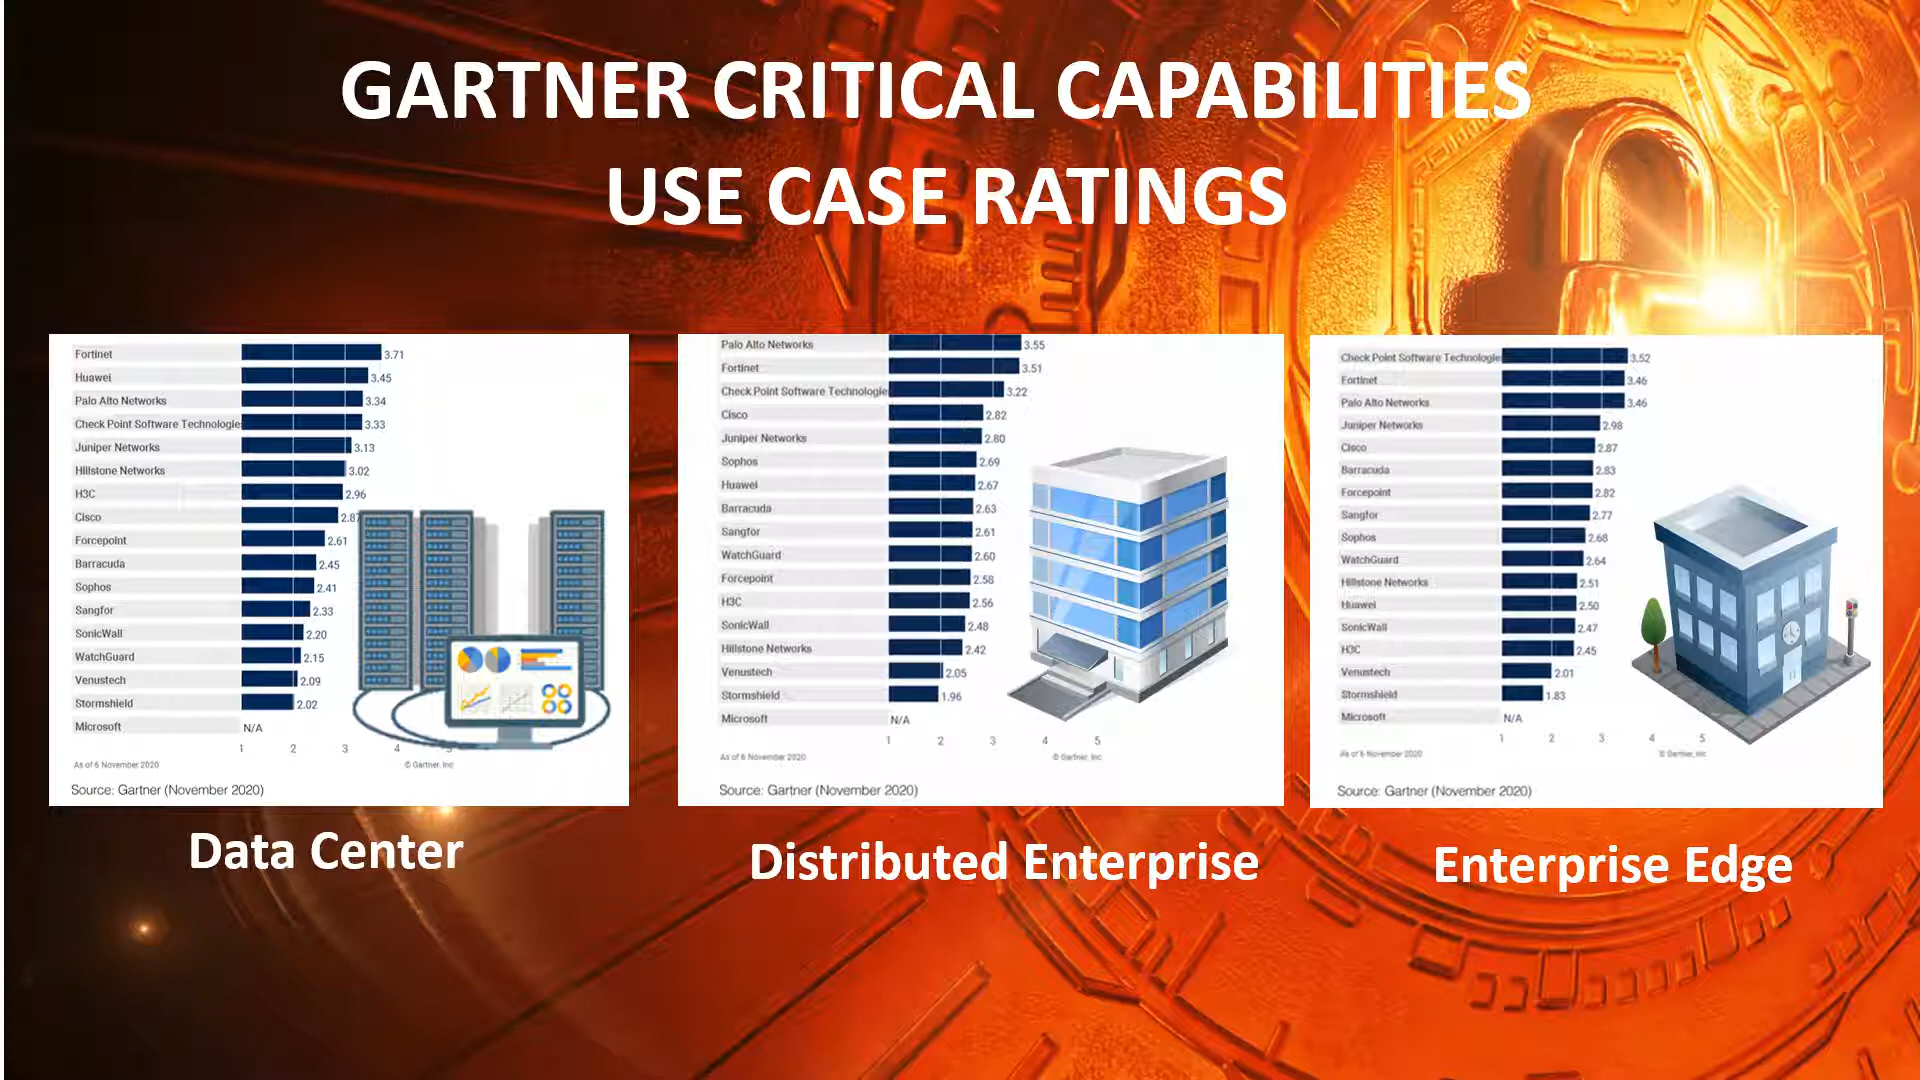 GARTNER CRITICAL CAPABILITIES
USE CASE RATINGS
Fortinet 3.71
Huawei 3.45
Palo Alto Networks 3.34
Check Point Software Technologie 3.33
Juniper Networks 3.13
Hillstone Networks 3.02
H3C 2.96
Cisco 2.87
Forcepoint 2.61
Barracuda 2.45
Sophos 2.41
Sangfor 2.33
SonicWall 2.20
WatchGuard 2.15
Venustech 2.09
Stormshield 2.02
Microsoft N/A
1 2 3 4 5
As of 6 November 2020 © Gartner, Inc
Source: Gartner (November 2020)
Data Center
Palo Alto Networks 3.55
Fortinet 3.51
Check Point Software Technologie 3.22
Cisco 2.82
Juniper Networks 2.80
Sophos 2.69
Huawei 2.67
Barracuda 2.63
Sangfor 2.61
WatchGuard 2.60
Forcepoint 2.58
H3C 2.56
SonicWall 2.48
Hillstone Networks 2.42
Venustech 2.05
Stormshield 1.96
Microsoft N/A
1 2 3 4 5
As of 6 November 2020 © Gartner, Inc
Source: Gartner (November 2020)
Distributed Enterprise
Check Point Software Technologie 3.52
Fortinet 3.46
Palo Alto Networks 3.46
Juniper Networks 2.98
Cisco 2.87
Barracuda 2.83
Forcepoint 2.82
Sangfor 2.77
Sophos 2.68
WatchGuard 2.64
Hillstone Networks 2.51
Huawei 2.50
SonicWall 2.47
H3C 2.45
Venustech 2.01
Stormshield 1.83
Microsoft N/A
1 2 3 4 5
As of 6 November 2020 © Gartner, Inc
Source: Gartner (November 2020)
Enterprise Edge